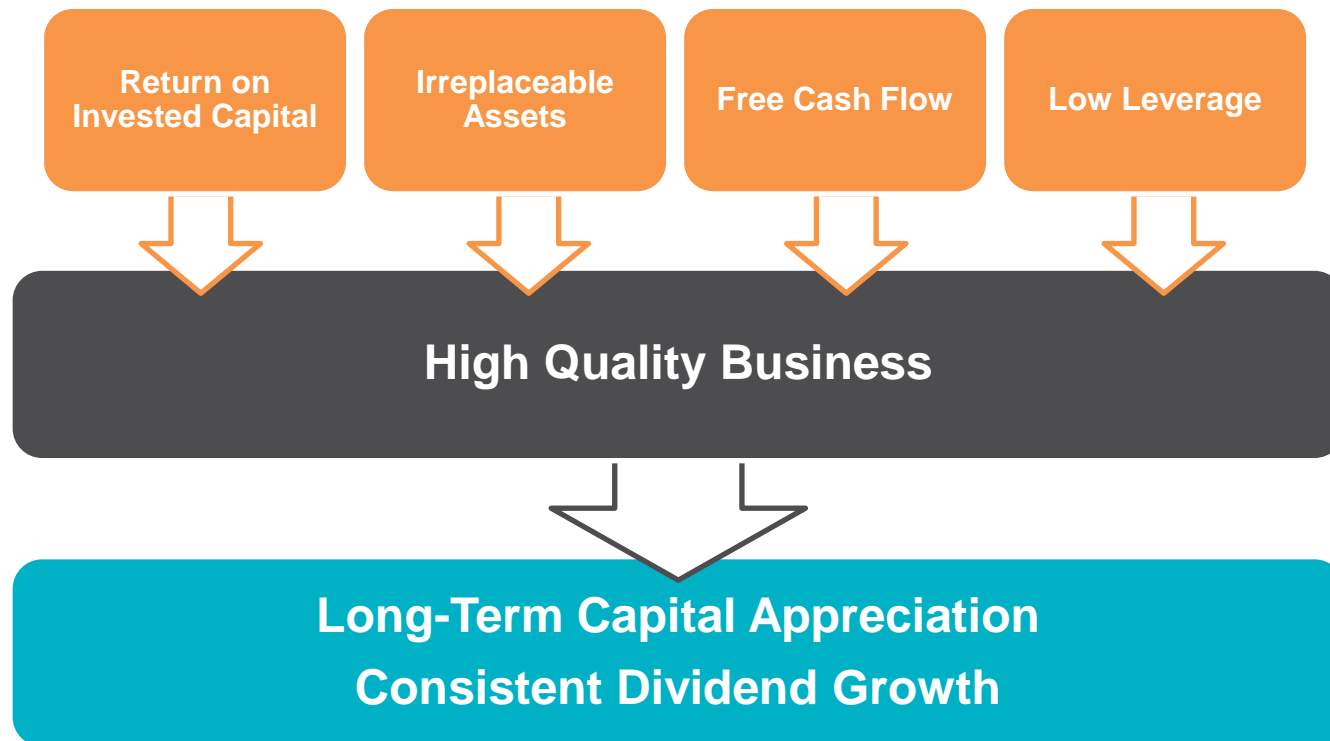 Return on
Invested Capital
Irreplaceable
Assets
Free Cash Flow
Low Leverage
High Quality Business
Long-Term Capital Appreciation
Consistent Dividend Growth